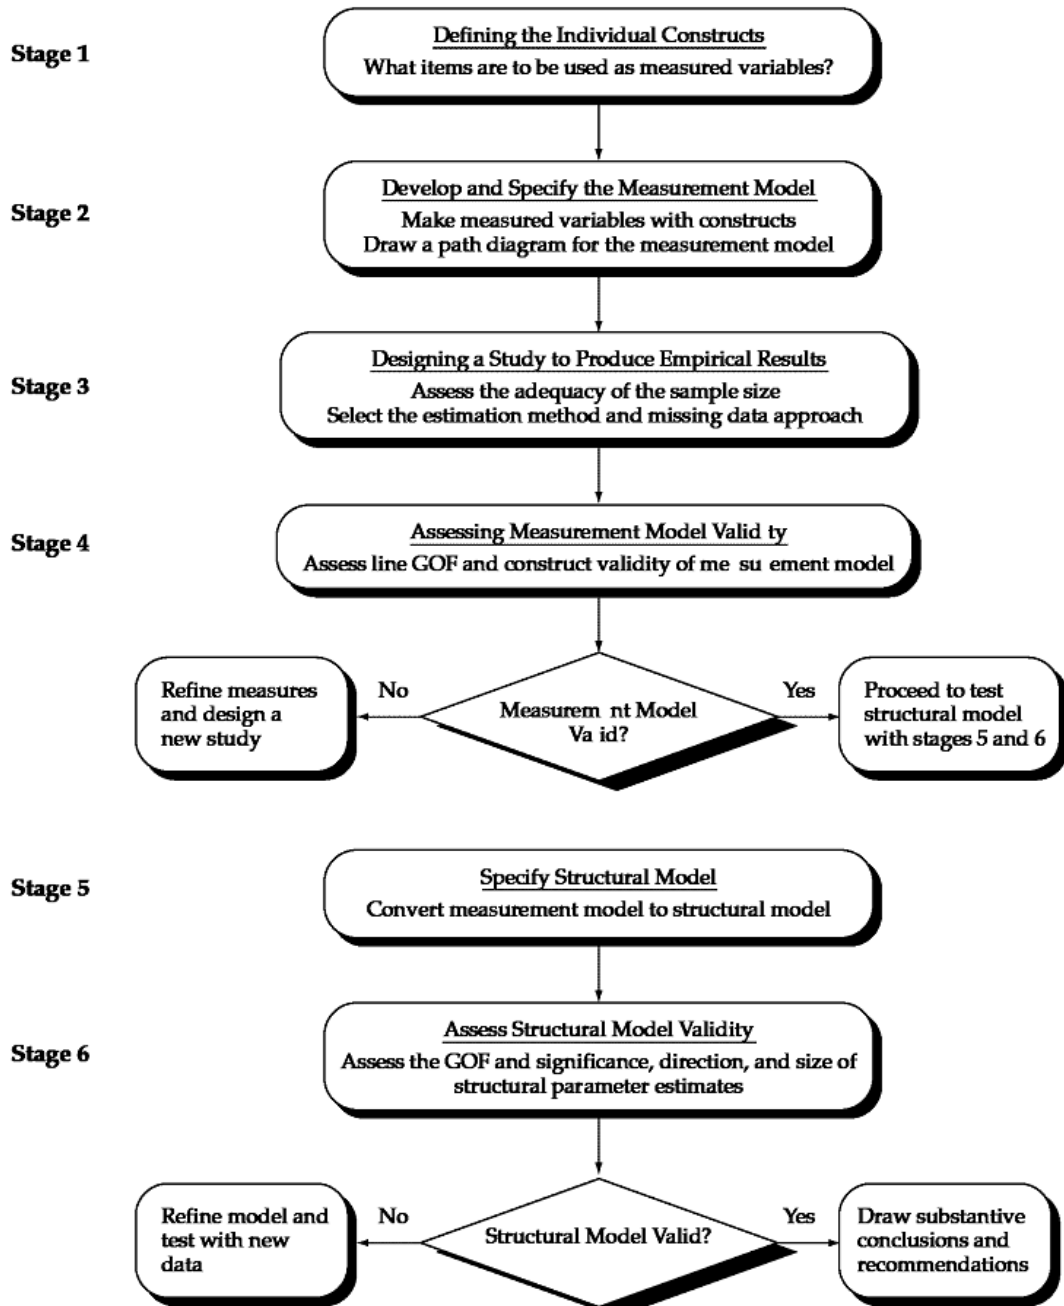 Stage 1
Defining the Individual Constructs
What items are to be used as measured variables?
Stage 2
Develop and Specify the Measurement Model
Make measured variables with constructs
Draw a path diagram for the measurement model
Stage 3
Designing a Study to Produce Empirical Results
Assess the adequacy of the sample size
Select the estimation method and missing data approach
Stage 4
Assessing Measurement Model Valid ty
Assess line GOF and construct validity of me su ement model
Refine measures
and design a
new study
No
Measurem nt Model
Va id?
Yes
Proceed to test
structural model
with stages 5 and 6
Stage 5
Specify Structural Model
Convert measurement model to structural model
Stage 6
Assess Structural Model Validity
Assess the GOF and significance, direction, and size of
structural parameter estimates
Refine model and
test with new
data
No
Structural Model Valid?
Yes
Draw substantive
conclusions and
recommendations